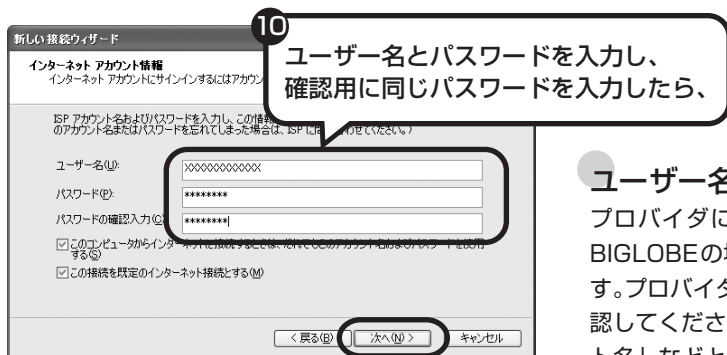 新しい接続ウィザード
10
ユーザー名とパスワードを入力し、
確認用に同じパスワードを入力したら、
インターネット アカウント情報
インターネット アカウントにサインインするにはアカウン
ISP アカウント名およびパスワードを入力し、この情報
のアカウント名またはパスワードを忘れてしまった場合は、ISP に
わせてください。)
ユーザー名(U):
XXXXXXXXXXXX
パスワード(P):
********
パスワードの確認入力(C):
********
このコンピュータからインターネットに接続するときは、だれでもこのアカウント名およびパスワードを使用
する(S)
この接続を既定のインターネット接続とする(M)
< 戻る(B)
次へ(N) >
キャンセル
ユーザー名
プロバイダに
BIGLOBEの
す。プロバイダ
認してくださ
ト名」などと